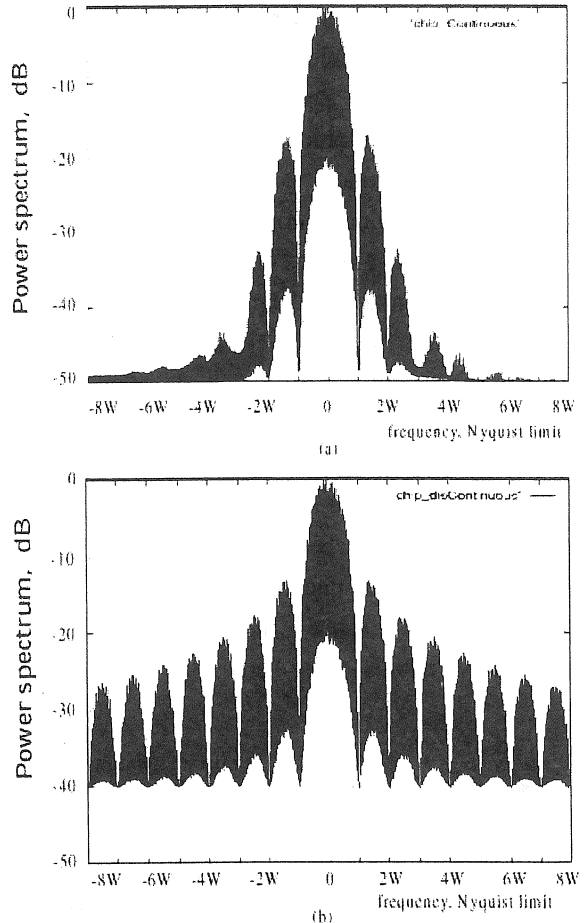 0
-10
-20
-30
-40
-50
Power spectrum, dB
-8W -6W -4W -2W 0 2W 4W 6W 8W
frequency, Nyquist limit
(a)
0
chip_disContinuous'
-10
-20
-30
-40
-50
Power spectrum, dB
-8W -6W -4W -2W 0 2W 4W 6W 8W
frequency, Nyquist limit
(b)